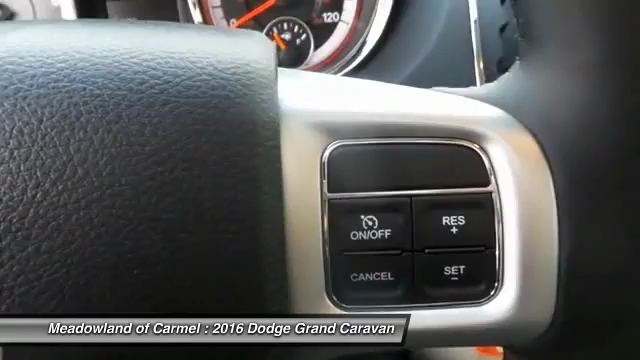 120
ON/OFF
RES
+
CANCEL
SET
−
Meadowland of Carmel : 2016 Dodge Grand Caravan